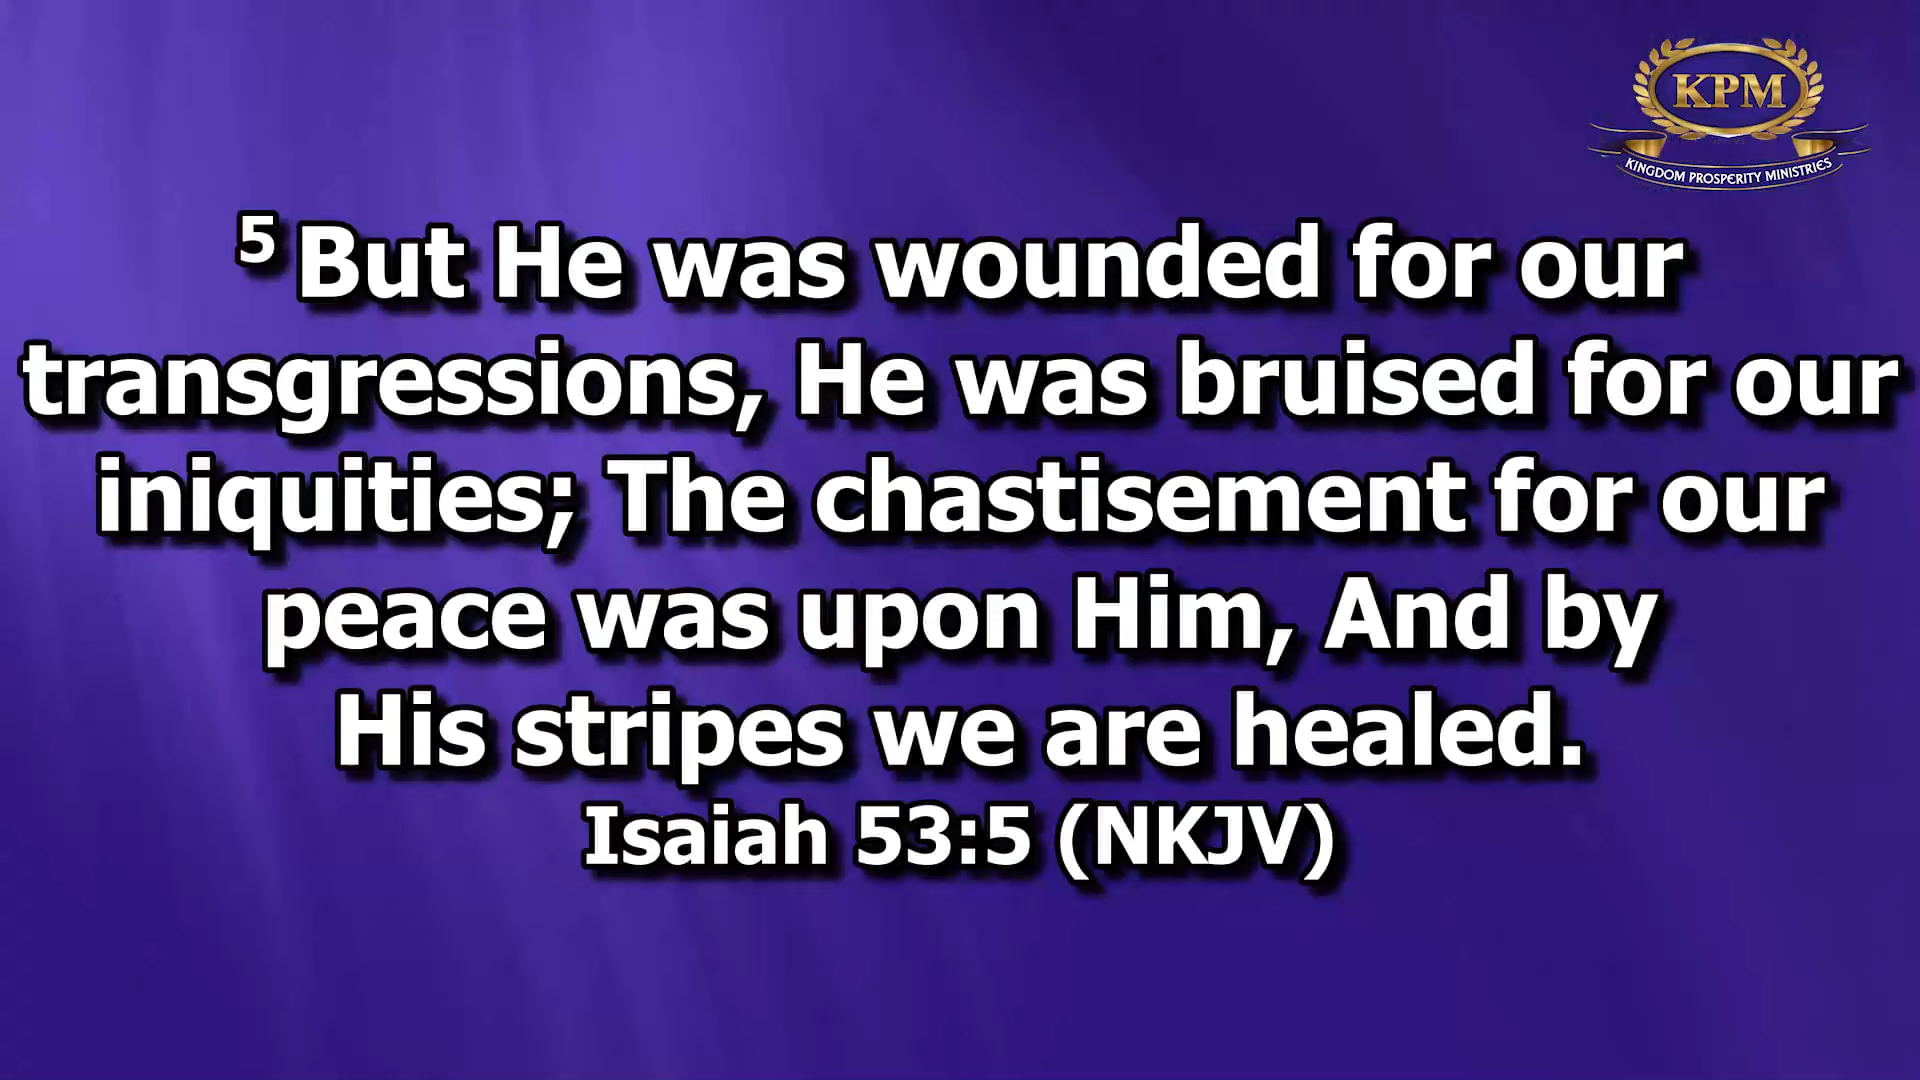 KPM
KINGDOM PROSPERITY MINISTRIES
5 But He was wounded for our
transgressions, He was bruised for our
iniquities; The chastisement for our
peace was upon Him, And by
His stripes we are healed.
Isaiah 53:5 (NKJV)